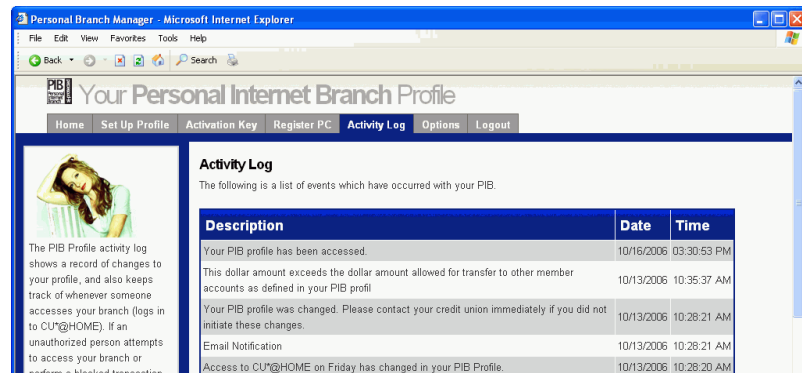 Personal Branch Manager - Microsoft Internet Explorer
File Edit View Favorites Tools Help
Back Search
PIB Personal Internet Branch
Your Personal Internet Branch Profile
Home Set Up Profile Activation Key Register PC Activity Log Options Logout
Activity Log
The following is a list of events which have occurred with your PIB.
Description Date Time
Your PIB profile has been accessed. 10/16/2006 03:30:53 PM
This dollar amount exceeds the dollar amount allowed for transfer to other member
accounts as defined in your PIB profil 10/13/2006 10:35:37 AM
Your PIB profile was changed. Please contact your credit union immediately if you did not
initiate these changes. 10/13/2006 10:28:21 AM
Email Notification 10/13/2006 10:28:21 AM
Access to CU*@HOME on Friday has changed in your PIB Profile. 10/13/2006 10:28:20 AM
The PIB Profile activity log
shows a record of changes to
your profile, and also keeps
track of whenever someone
accesses your branch (logs in
to CU*@HOME). If an
unauthorized person attempts
to access your branch or
perform a blocked transaction